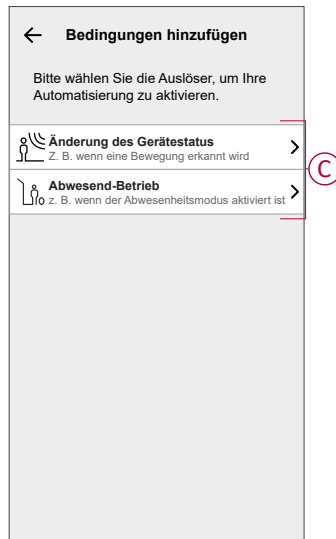 Bedingungen hinzufügen
Bitte wählen Sie die Auslöser, um Ihre
Automatisierung zu aktivieren.
Änderung des Gerätestatus
Z. B. wenn eine Bewegung erkannt wird
C
Abwesend-Betrieb
z. B. wenn der Abwesenheitsmodus aktiviert ist